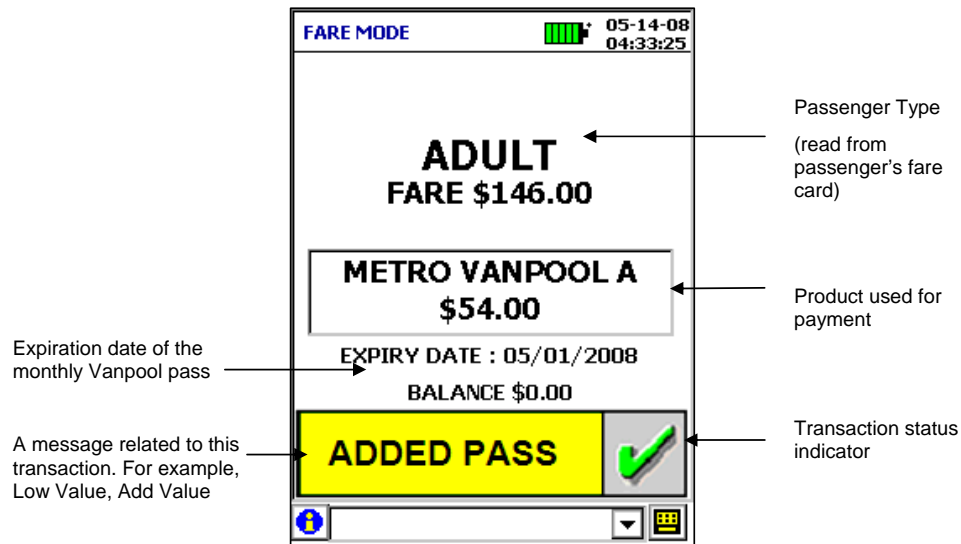 FARE MODE
05-14-08
04:33:25
ADULT
FARE $146.00
METRO VANPOOL A
$54.00
EXPIRY DATE : 05/01/2008
BALANCE $0.00
ADDED PASS
Passenger Type
(read from
passenger's fare
card)
Product used for
payment
Transaction status
indicator
Expiration date of the
monthly Vanpool pass
A message related to this
transaction. For example,
Low Value, Add Value